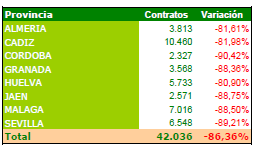 Provincia Contratos Variación
ALMERIA 3.813 -81,61%
CADIZ 10.460 -81,98%
CORDOBA 2.327 -90,42%
GRANADA 3.568 -88,36%
HUELVA 5.733 -80,90%
JAEN 2.571 -88,75%
MALAGA 7.016 -88,50%
SEVILLA 6.548 -89,21%
Total 42.036 -86,36%